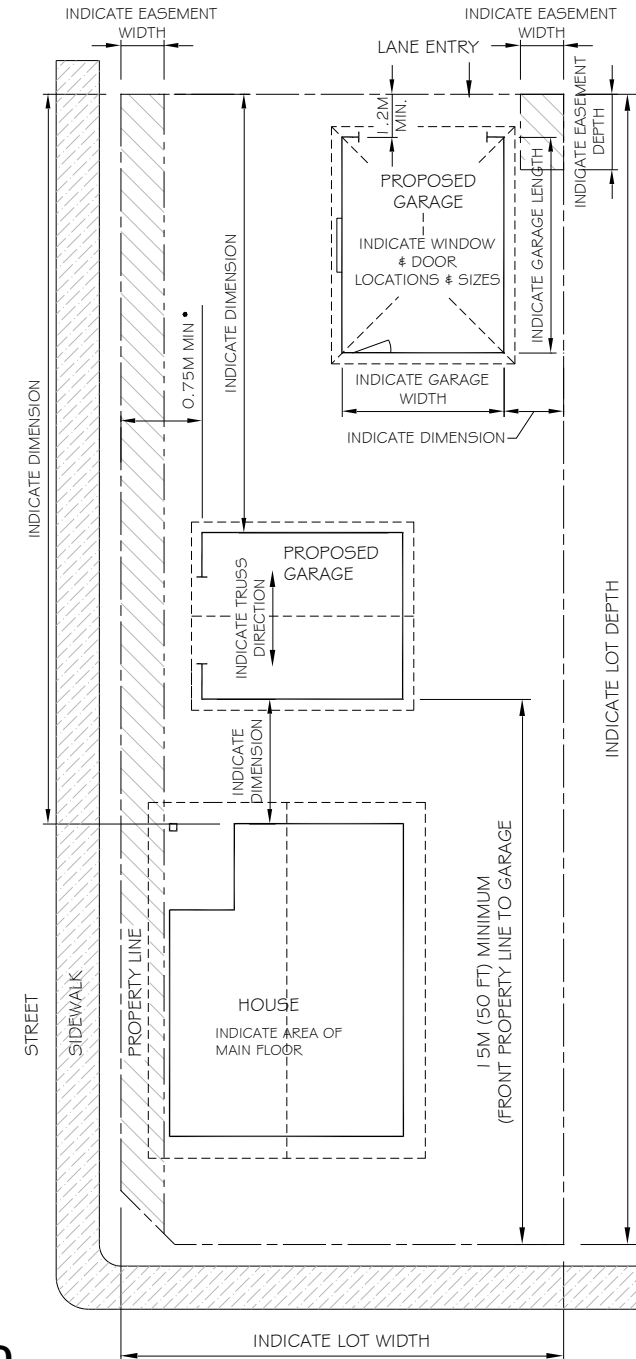 INDICATE EASEMENT
WIDTH
INDICATE EASEMENT
WIDTH
LANE ENTRY
1.2M
MIN.
INDICATE EASEMENT
DEPTH
PROPOSED
GARAGE
INDICATE WINDOW
& DOOR
LOCATIONS & SIZES
INDICATE GARAGE LENGTH
INDICATE DIMENSION
0.75M MIN *
INDICATE GARAGE
WIDTH
INDICATE DIMENSION
INDICATE DIMENSION
PROPOSED
GARAGE
INDICATE TRUSS
DIRECTION
INDICATE LOT DEPTH
INDICATE
DIMENSION
15M (50 FT) MINIMUM
(FRONT PROPERTY LINE TO GARAGE
STREET
SIDEWALK
PROPERTY LINE
HOUSE
INDICATE AREA OF
MAIN FLOOR
INDICATE LOT WIDTH